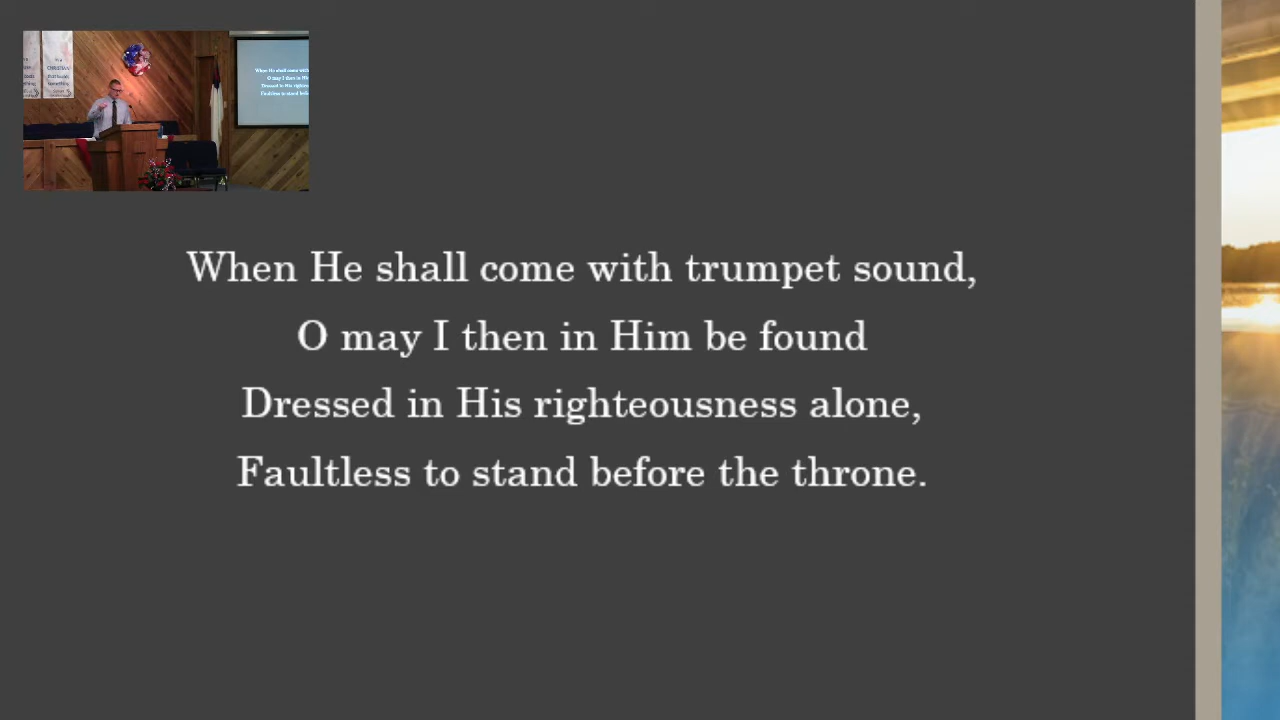 When He shall come with trumpet sound,
O may I then in Him be found
Dressed in His righteousness alone,
Faultless to stand before the throne.